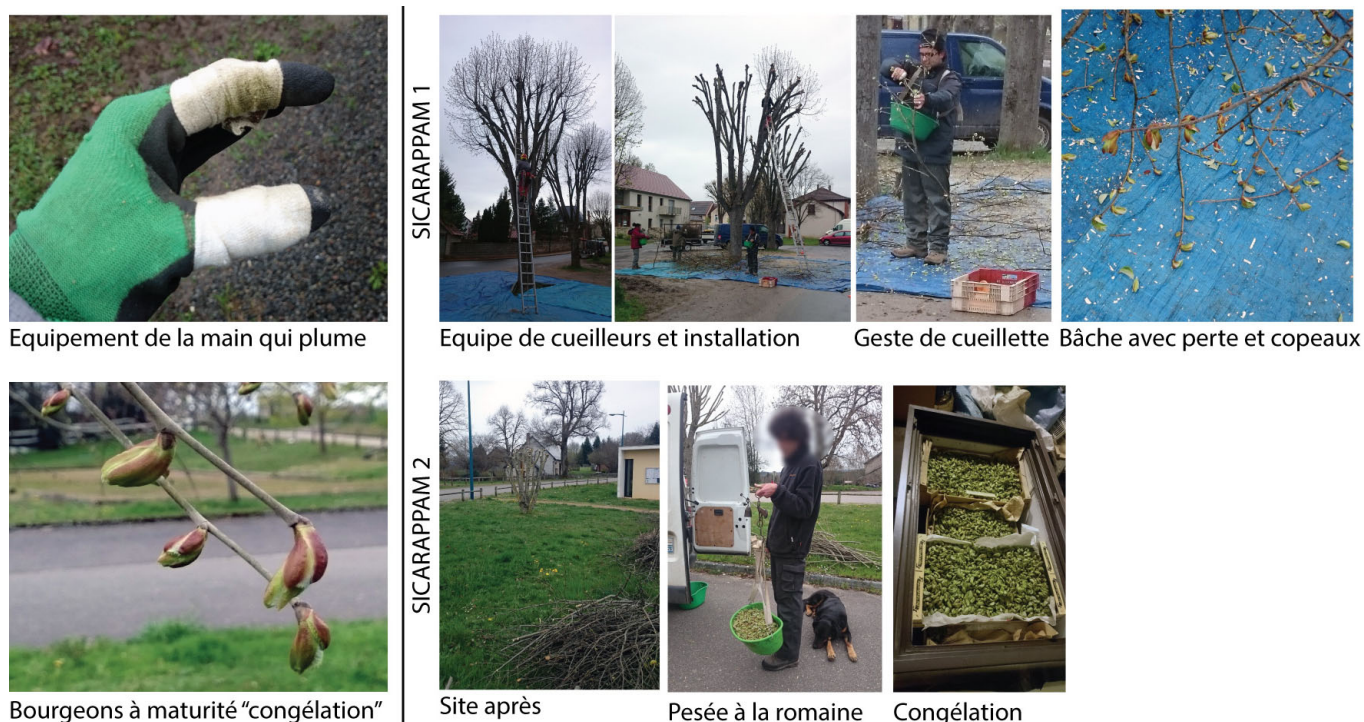 Equipement de la main qui plume
SICARAPPAM 1
Equipe de cueilleurs et installation
Geste de cueillette
Bâche avec perte et copeaux
Bourgeons à maturité “congélation”
SICARAPPAM 2
Site après
Pesée à la romaine
Congélation